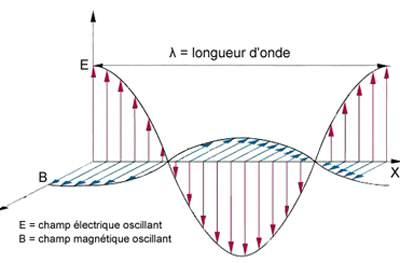 E
λ = longueur d'onde
B
X
E = champ électrique oscillant
B = champ magnétique oscillant